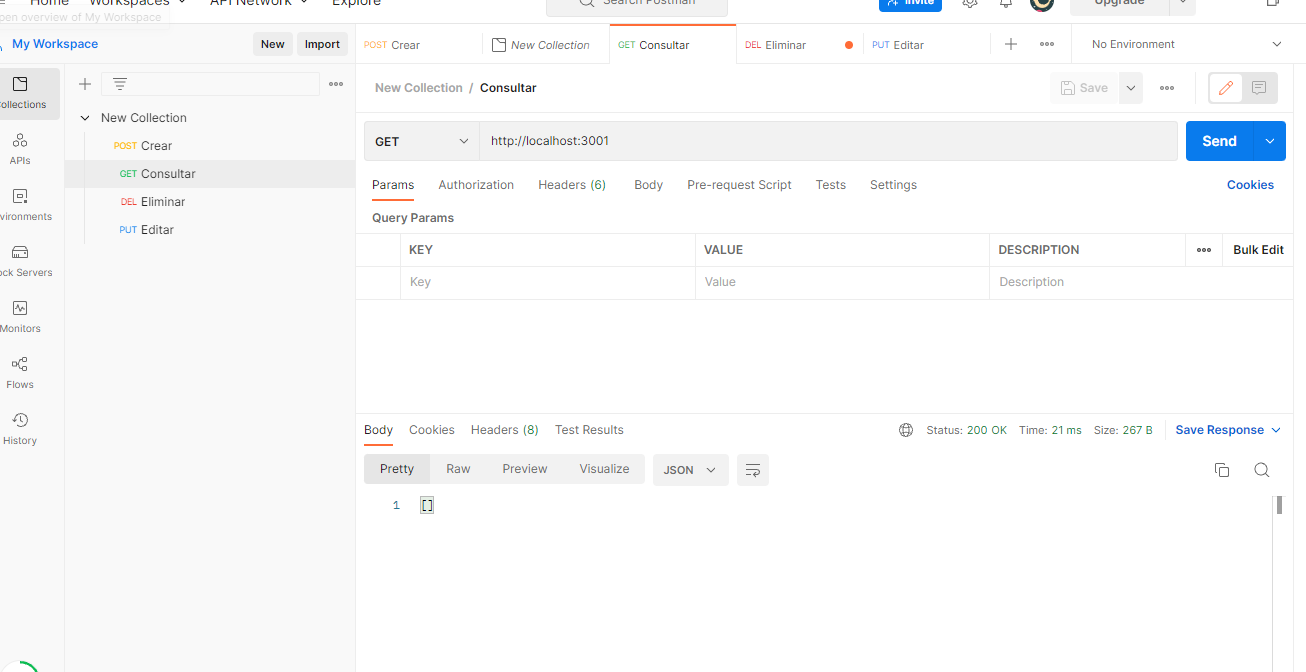 Home Workspaces API Network Explore Search Postman Invite Upgrade
open overview of My Workspace
My Workspace New Import POST Crear New Collection GET Consultar DEL Eliminar PUT Editar No Environment
Collections
APIs
Environments
Mock Servers
Monitors
Flows
History
New Collection
POST Crear
GET Consultar
DEL Eliminar
PUT Editar
New Collection / Consultar Save
GET http://localhost:3001 Send
Params Authorization Headers (6) Body Pre-request Script Tests Settings Cookies
Query Params
KEY VALUE DESCRIPTION Bulk Edit
Key Value Description
Body Cookies Headers (8) Test Results Status: 200 OK Time: 21 ms Size: 267 B Save Response
Pretty Raw Preview Visualize JSON
1 []